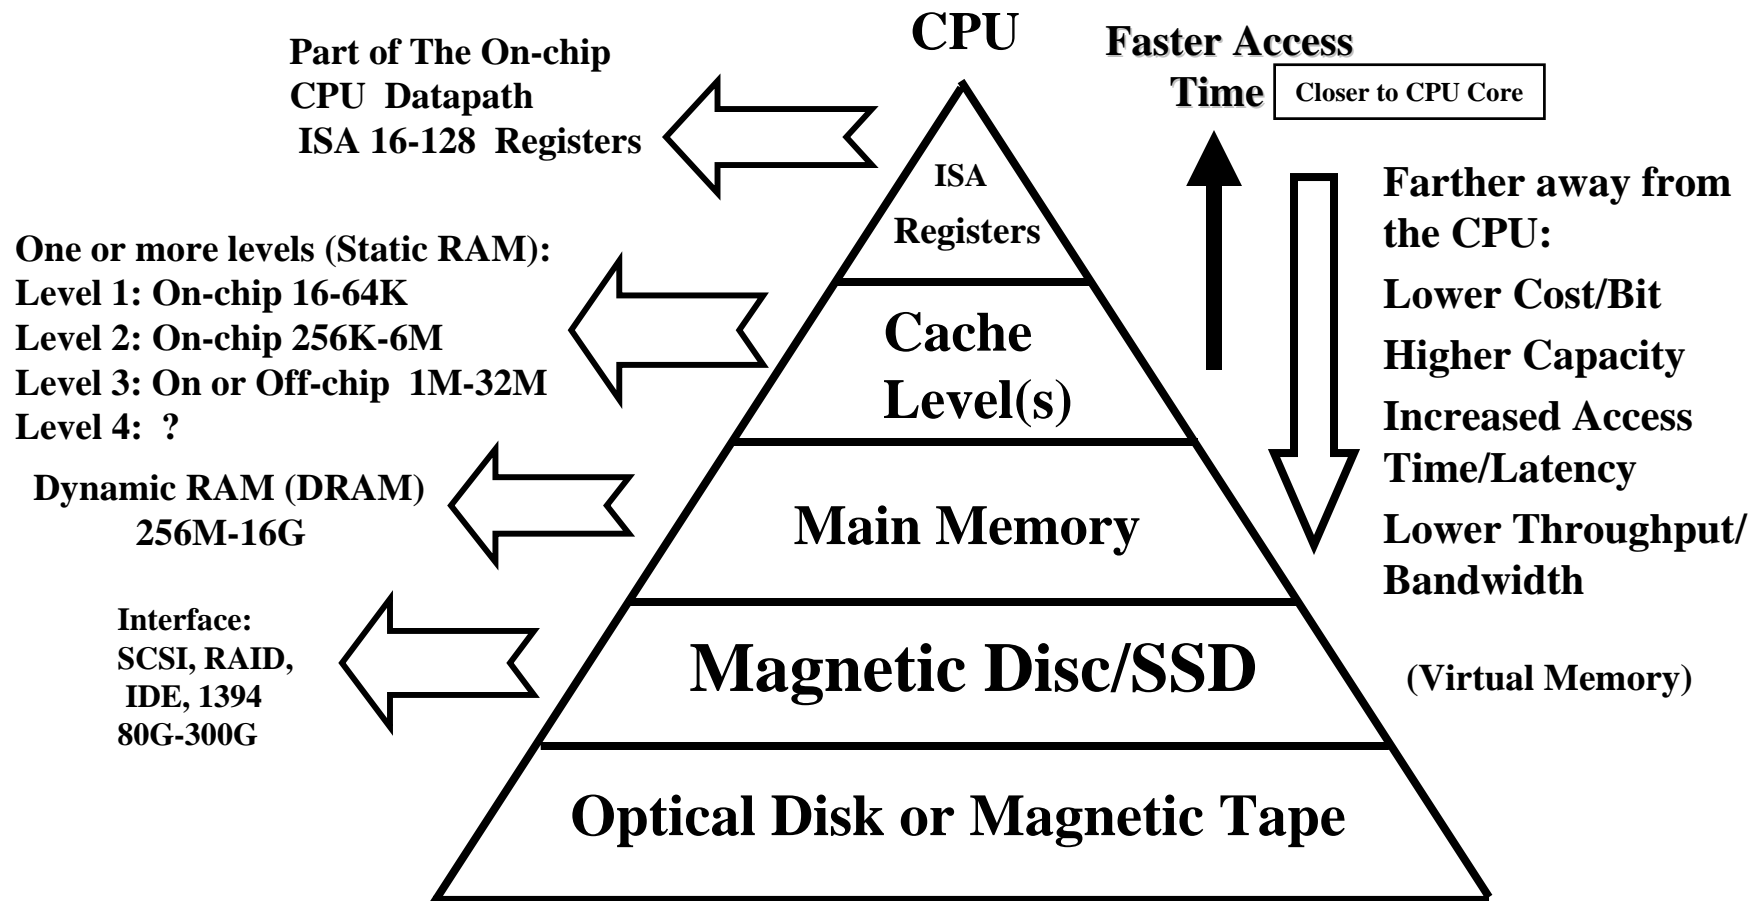 CPU
Part of The On-chip
CPU Datapath
ISA 16-128 Registers
Faster Access
Time
Closer to CPU Core
ISA
Registers
One or more levels (Static RAM):
Level 1: On-chip 16-64K
Level 2: On-chip 256K-6M
Level 3: On or Off-chip 1M-32M
Level 4: ?
Cache
Level(s)
Farther away from
the CPU:
Lower Cost/Bit
Higher Capacity
Increased Access
Time/Latency
Lower Throughput/
Bandwidth
Dynamic RAM (DRAM)
256M-16G
Main Memory
Interface:
SCSI, RAID,
IDE, 1394
80G-300G
Magnetic Disc/SSD
(Virtual Memory)
Optical Disk or Magnetic Tape